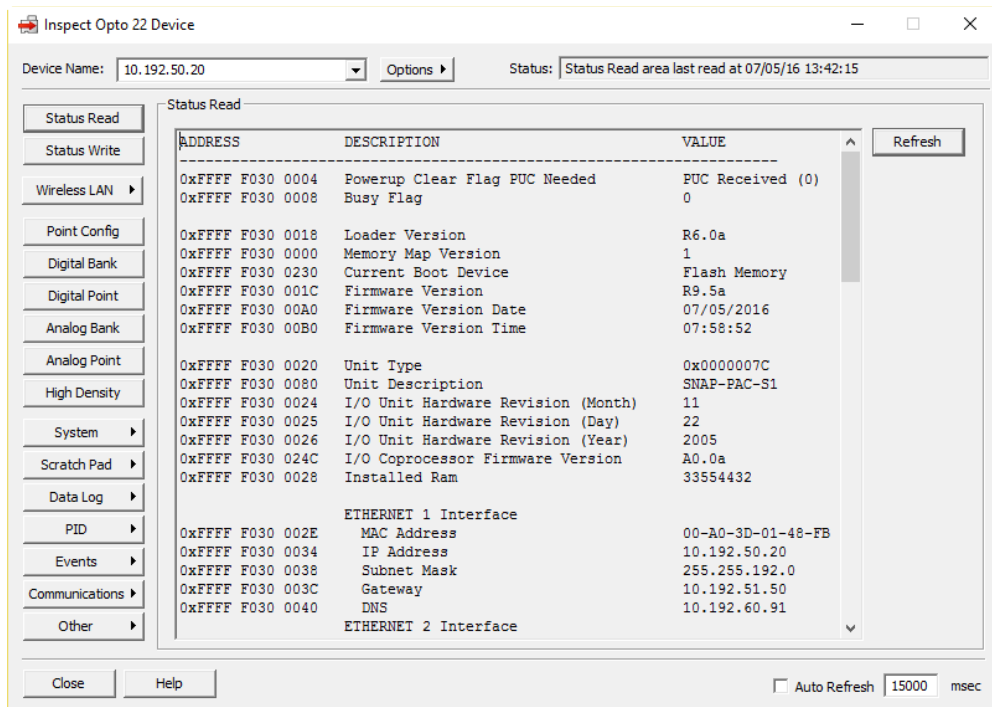 Inspect Opto 22 Device
Device Name: 10.192.50.20 Options Status: Status Read area last read at 07/05/16 13:42:15
Status Read
Status Write
Wireless LAN
Point Config
Digital Bank
Digital Point
Analog Bank
Analog Point
High Density
System
Scratch Pad
Data Log
PID
Events
Communications
Other
Status Read
ADDRESS DESCRIPTION VALUE
--------------------------------------------------------------------------
0xFFFF F030 0004 Powerup Clear Flag PUC Needed PUC Received (0)
0xFFFF F030 0008 Busy Flag 0
0xFFFF F030 0018 Loader Version R6.0a
0xFFFF F030 0000 Memory Map Version 1
0xFFFF F030 0230 Current Boot Device Flash Memory
0xFFFF F030 001C Firmware Version R9.5a
0xFFFF F030 00A0 Firmware Version Date 07/05/2016
0xFFFF F030 00B0 Firmware Version Time 07:58:52
0xFFFF F030 0020 Unit Type 0x0000007C
0xFFFF F030 0080 Unit Description SNAP-PAC-S1
0xFFFF F030 0024 I/O Unit Hardware Revision (Month) 11
0xFFFF F030 0025 I/O Unit Hardware Revision (Day) 22
0xFFFF F030 0026 I/O Unit Hardware Revision (Year) 2005
0xFFFF F030 024C I/O Coprocessor Firmware Version A0.0a
0xFFFF F030 0028 Installed Ram 33554432
ETHERNET 1 Interface
0xFFFF F030 002E MAC Address 00-A0-3D-01-48-FB
0xFFFF F030 0034 IP Address 10.192.50.20
0xFFFF F030 0038 Subnet Mask 255.255.192.0
0xFFFF F030 003C Gateway 10.192.51.50
0xFFFF F030 0040 DNS 10.192.60.91
ETHERNET 2 Interface
Refresh
Close Help Auto Refresh 15000 msec